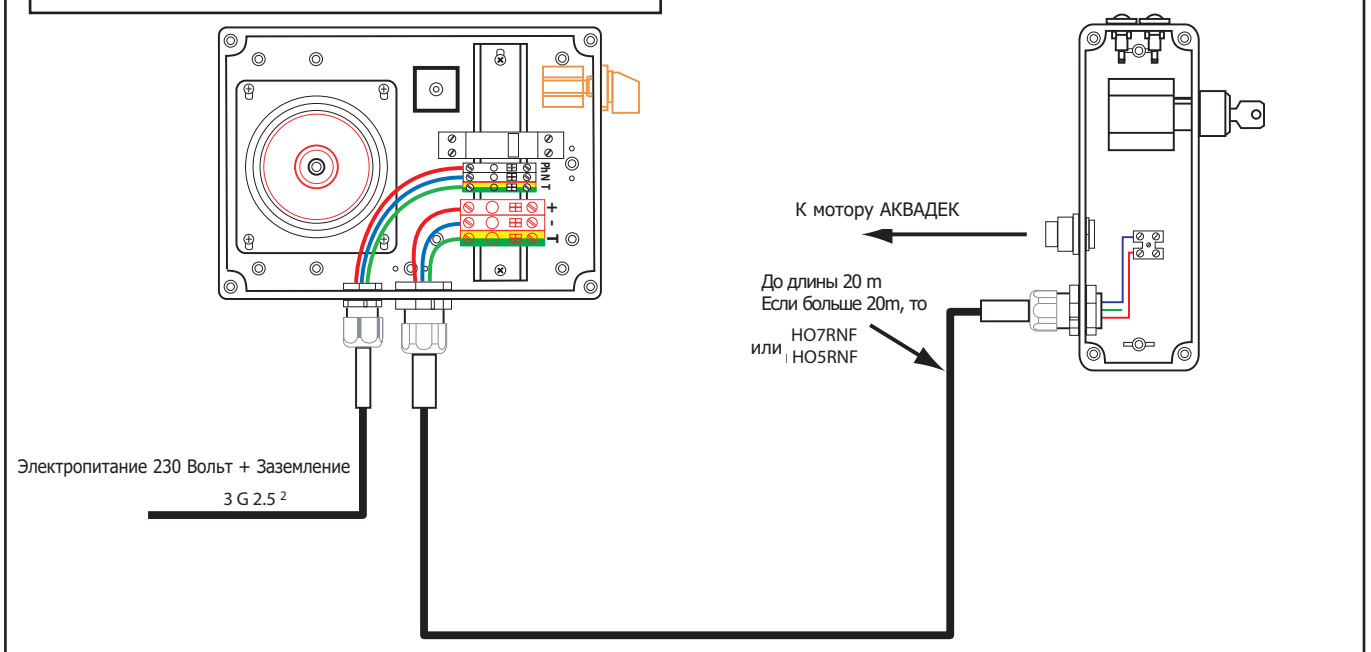 Ph N T
+
-
T
К мотору АКВАДЕК
До длины 20 m
Если больше 20m, то
HO7RNF
или HO5RNF
Электропитание 230 Вольт + Заземление
3 G 2.5 ²